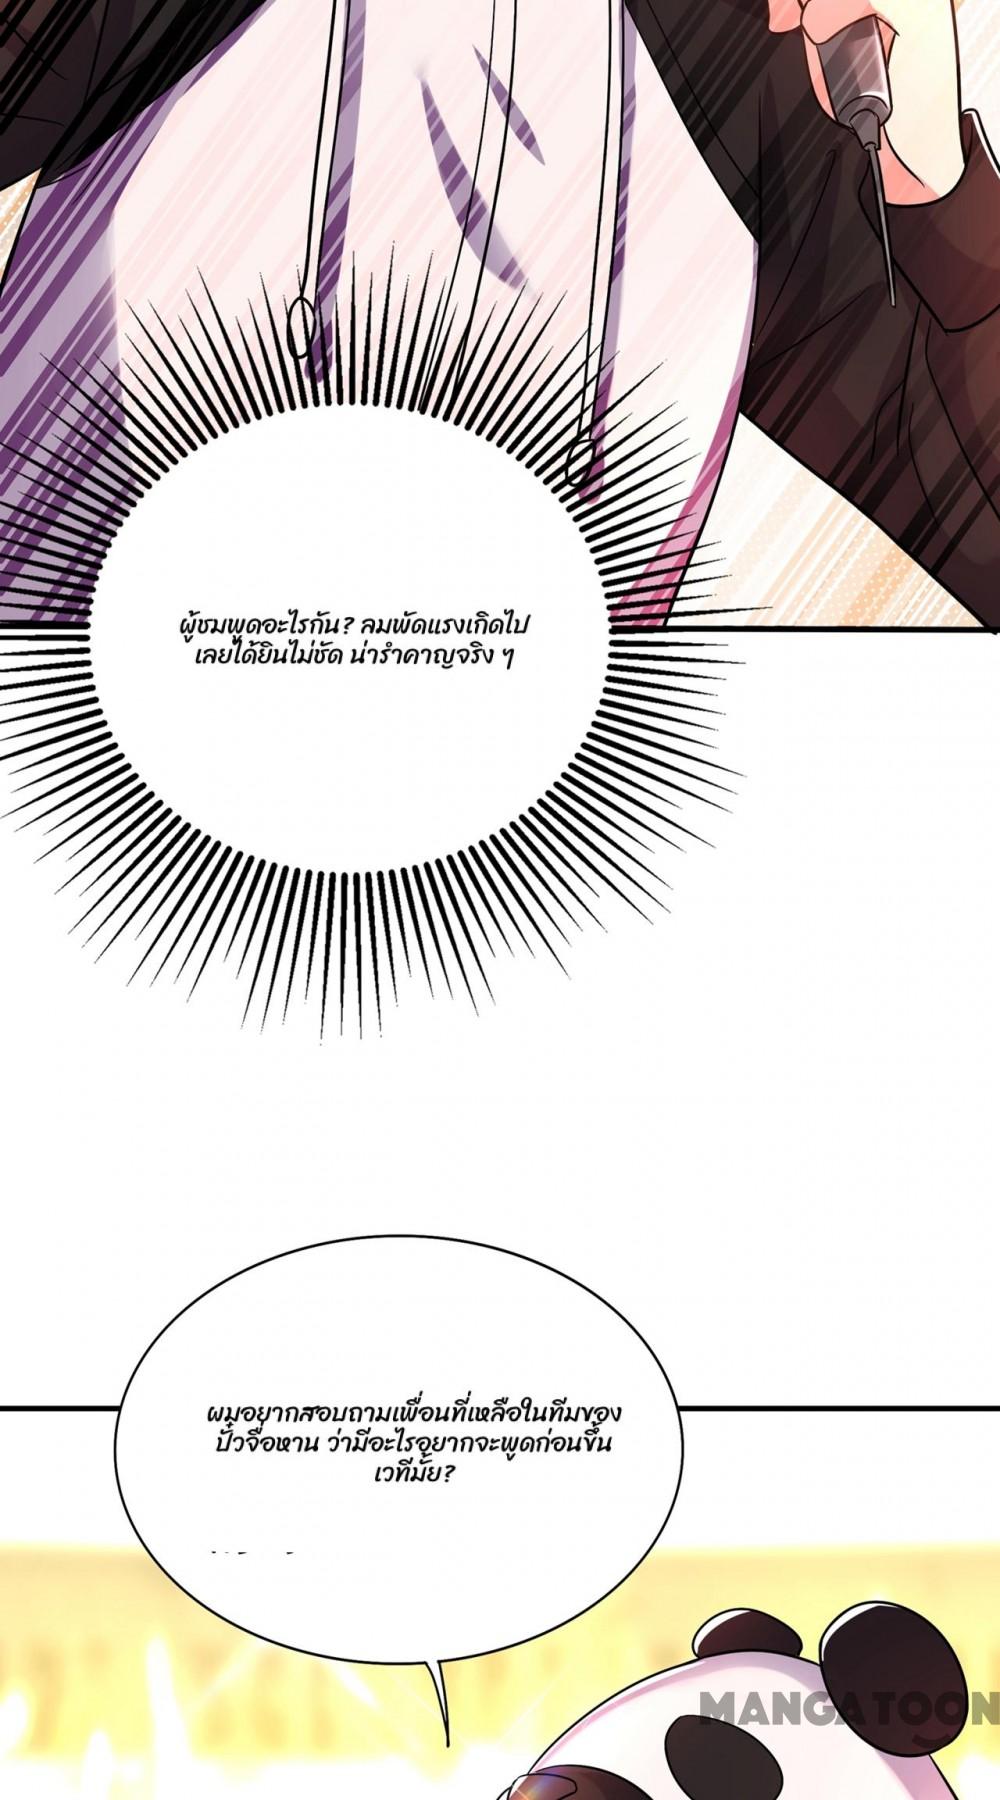 ผู้ชมพูดอะไรกัน? ลมพัดแรงเกิดไป
เลยได้ยินไม่ชัด น่ารำคาญจริง ๆ
ผมอยากสอบถามเพื่อนที่เหลือในทีมของ
ปั๋วจื่อหาน ว่ามีอะไรอยากจะพูดก่อนขึ้น
เวทีมั้ย?
MANGATOON